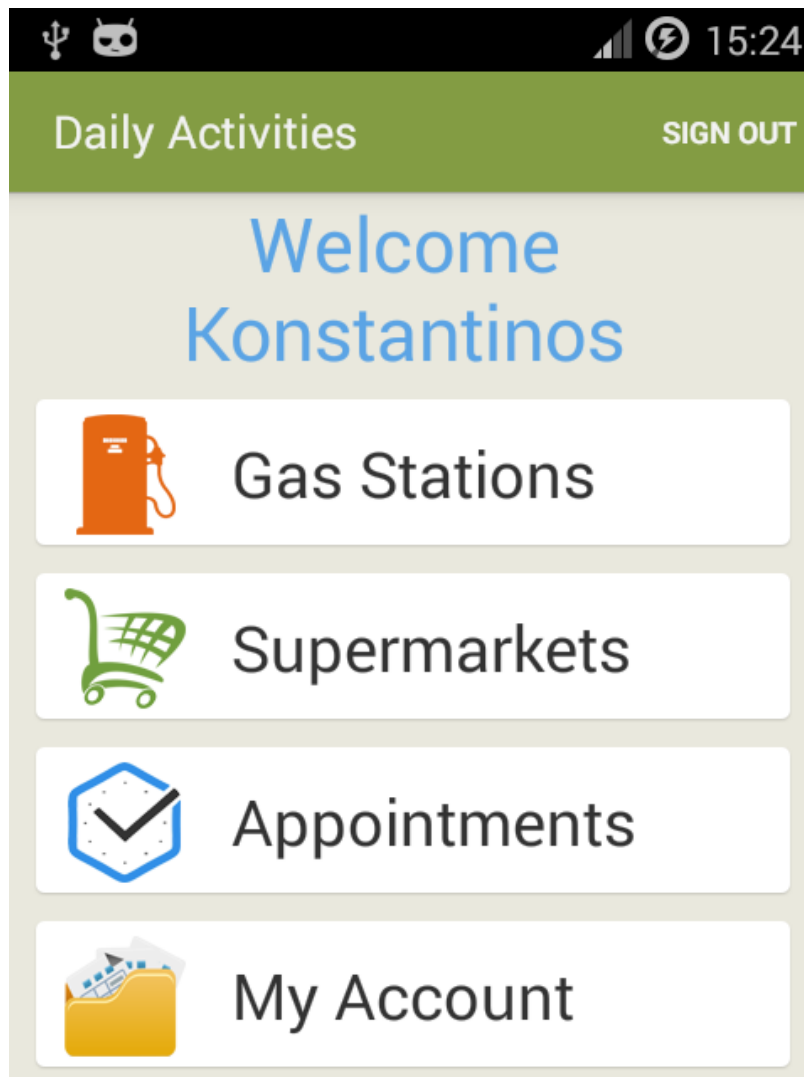 15:24
Daily Activities SIGN OUT
Welcome
Konstantinos
Gas Stations
Supermarkets
Appointments
My Account